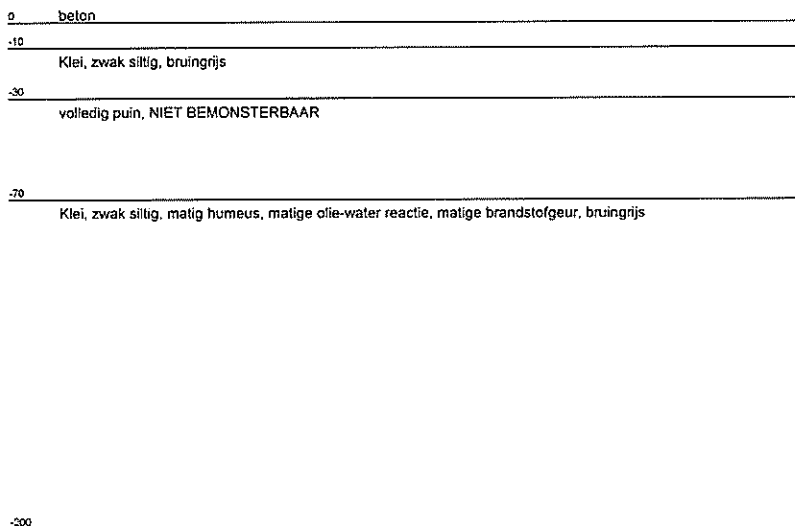 0 beton
-10
Klei, zwak siltig, bruingrijs
-30
volledig puin, NIET BEMONSTERBAAR
-70
Klei, zwak siltig, matig humeus, matige olie-water reactie, matige brandstofgeur, bruingrijs
-200